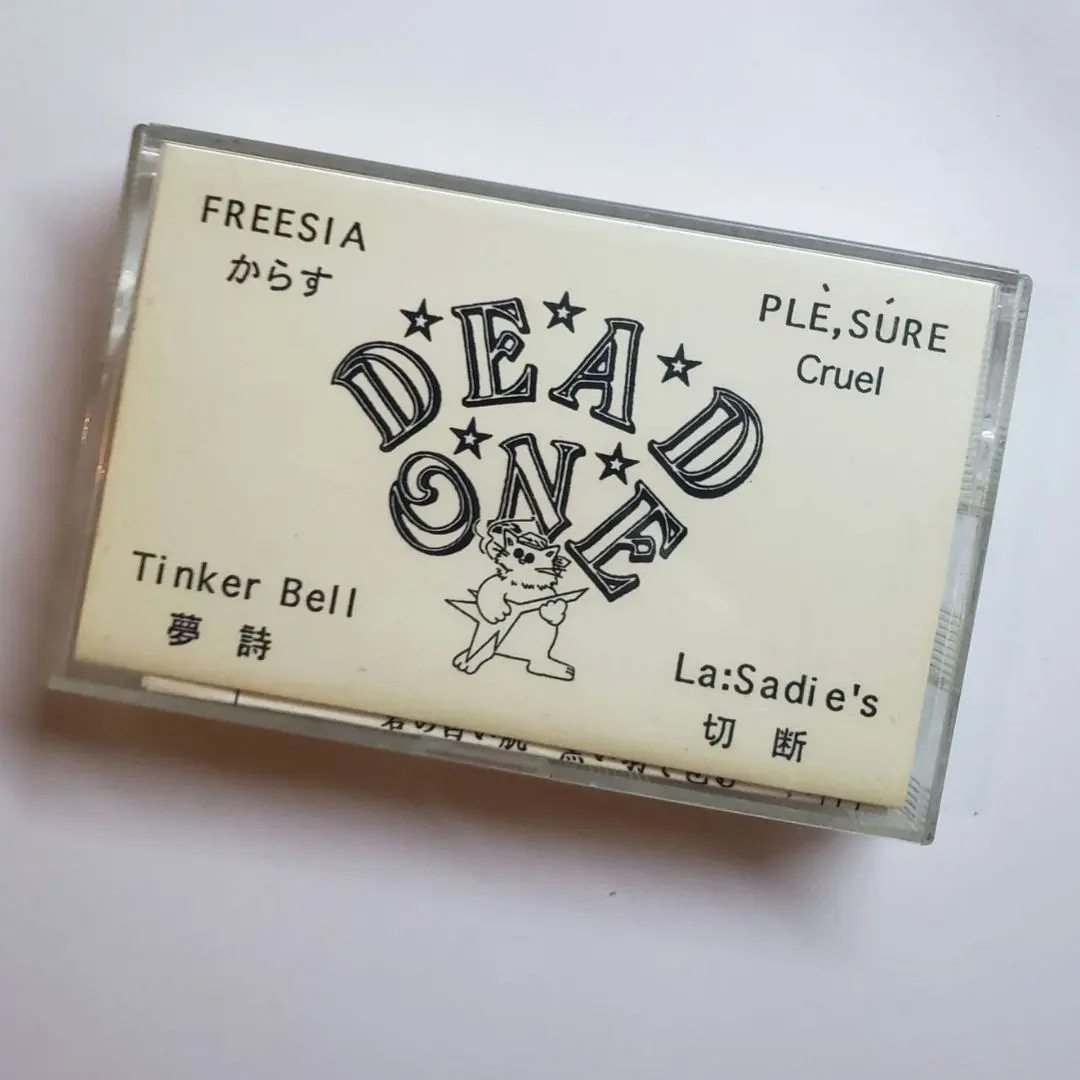 FREESIA
からす
PLÈ,SÚRE
Cruel
DEAD
ONE
Tinker Bell
夢 詩
La:Sadie's
切 断